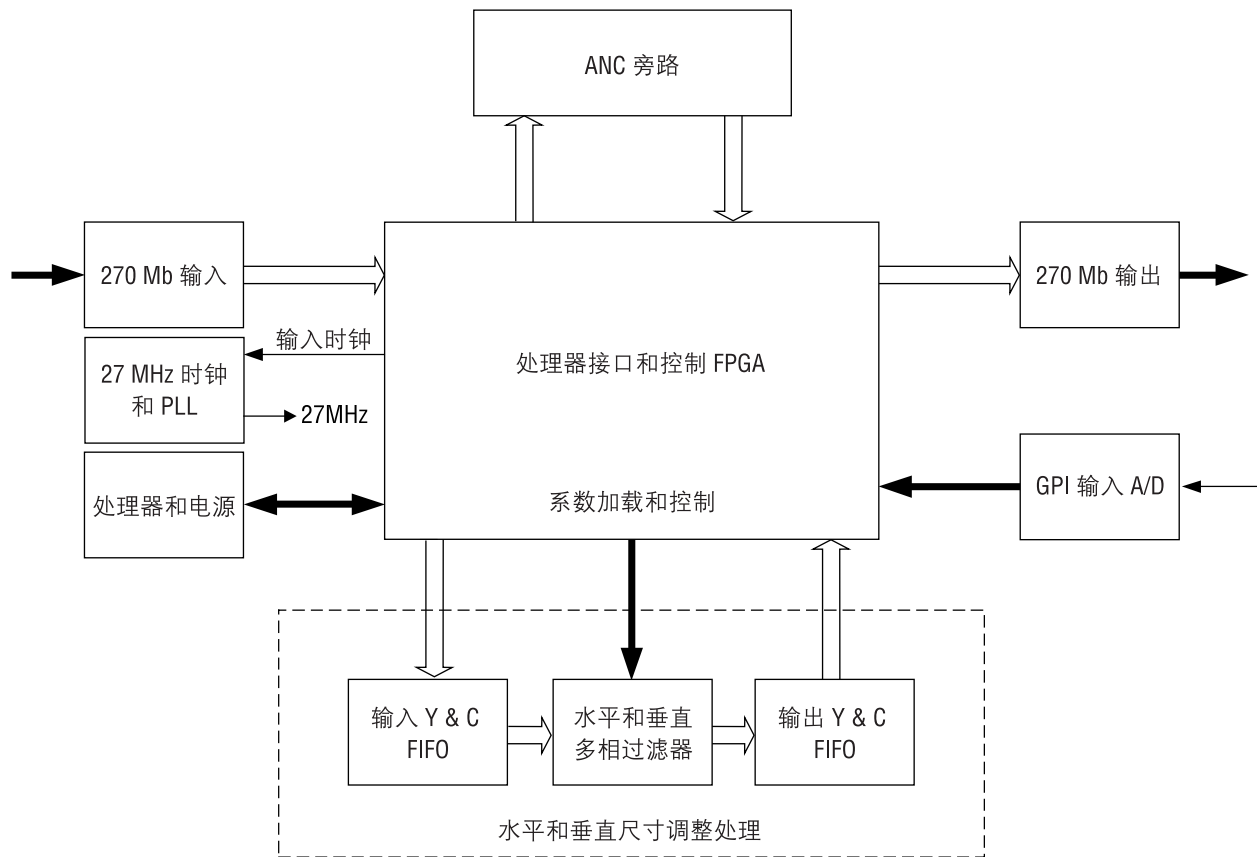 ANC 旁路
270 Mb 输入
270 Mb 输出
输入时钟
处理器接口和控制 FPGA
27 MHz 时钟
和 PLL
27MHz
处理器和电源
系数加载和控制
GPI 输入 A/D
输入 Y & C
FIFO
水平和垂直
多相过滤器
输出 Y & C
FIFO
水平和垂直尺寸调整处理